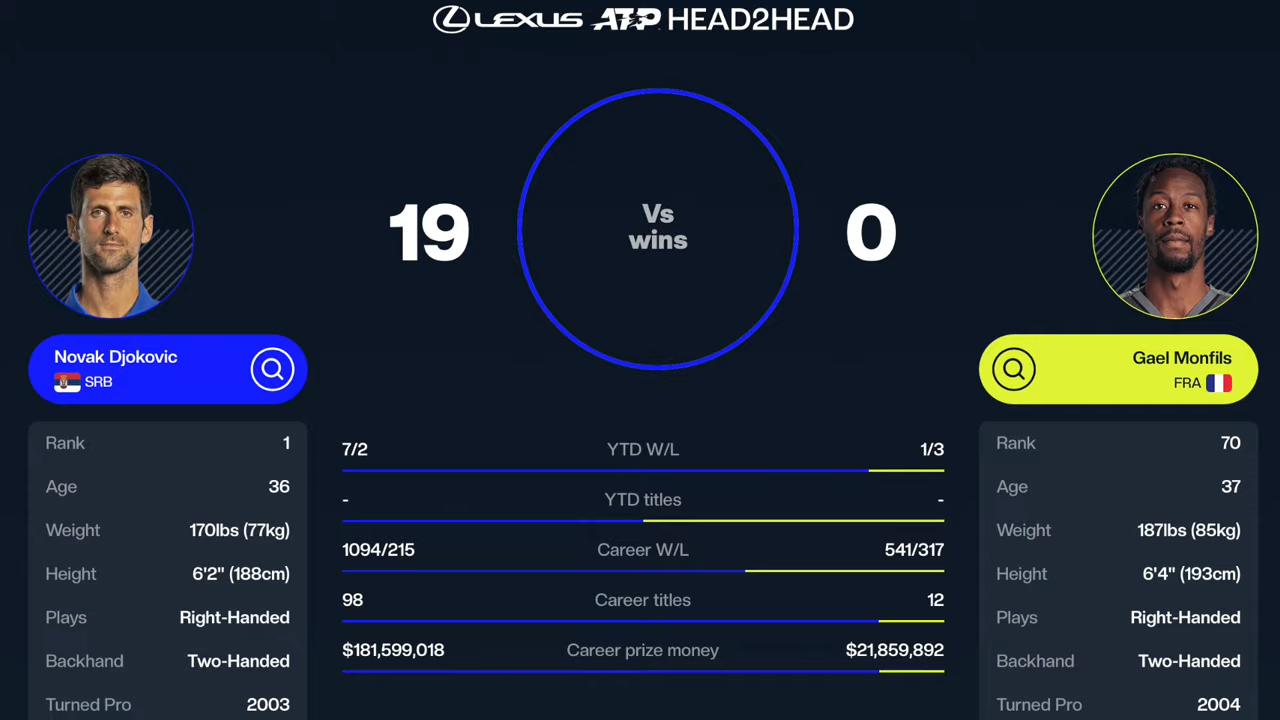 LEXUS ATP HEAD2HEAD
19
Vs
wins
0
Novak Djokovic
SRB
Gael Monfils
FRA
Rank 1
Age 36
Weight 170lbs (77kg)
Height 6'2" (188cm)
Plays Right-Handed
Backhand Two-Handed
Turned Pro 2003
7/2 YTD W/L 1/3
- YTD titles -
1094/215 Career W/L 541/317
98 Career titles 12
$181,599,018 Career prize money $21,859,892
Rank 70
Age 37
Weight 187lbs (85kg)
Height 6'4" (193cm)
Plays Right-Handed
Backhand Two-Handed
Turned Pro 2004